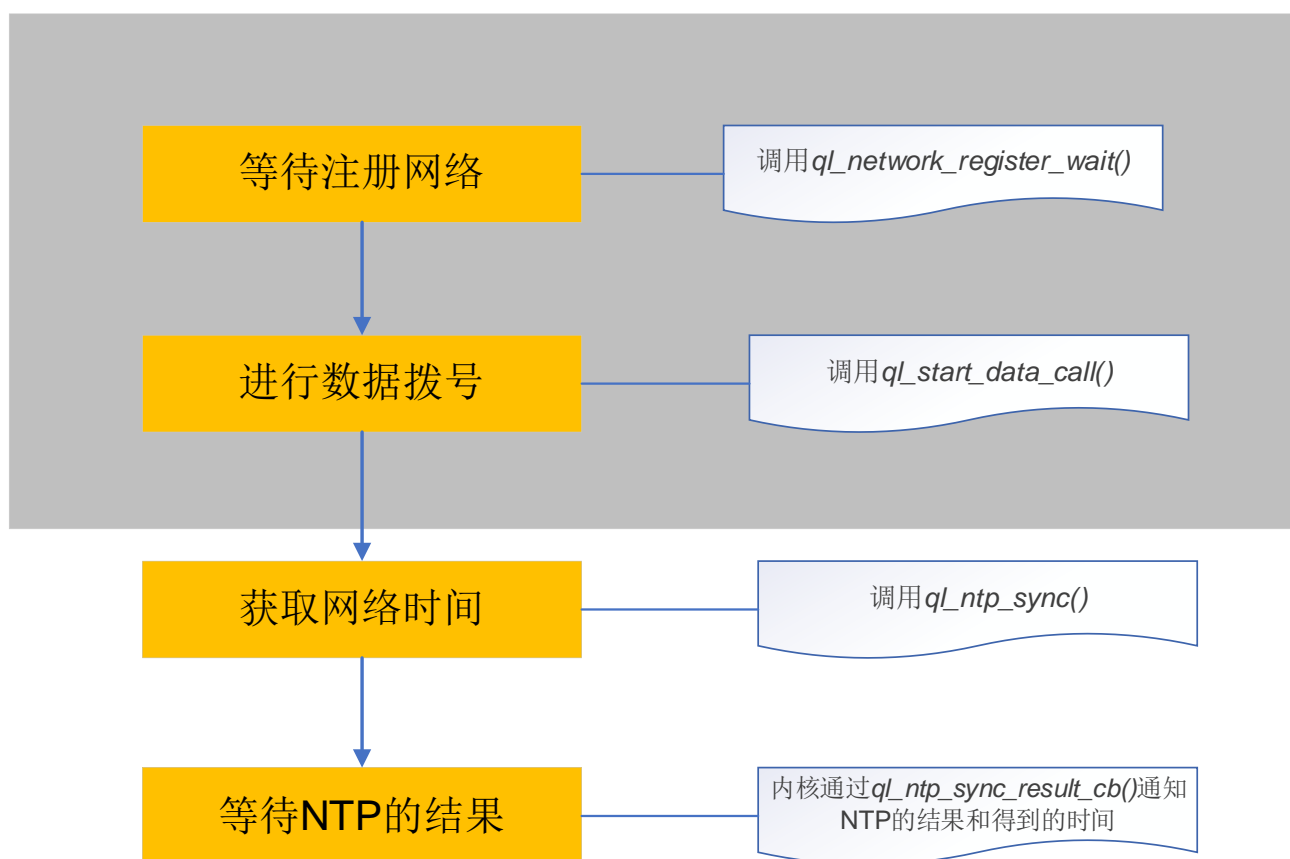 等待注册网络
调用ql_network_register_wait()
进行数据拨号
调用ql_start_data_call()
获取网络时间
调用ql_ntp_sync()
等待NTP的结果
内核通过ql_ntp_sync_result_cb()通知
NTP的结果和得到的时间